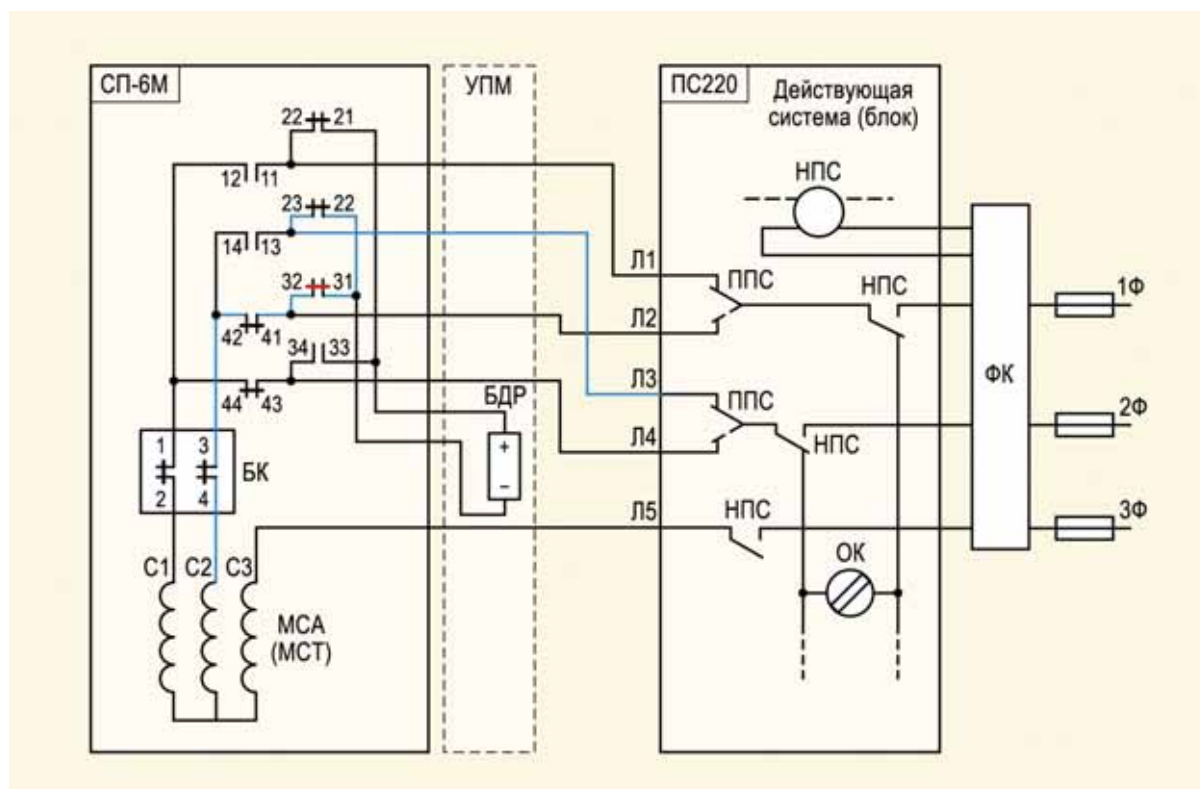 СП-6М
УПМ
ПС220
Действующая
система (блок)
22 21
НПС
12 11
23 22
14 13
Л1
ППС
НПС
1Ф
32 31
Л2
42 41
34 33
Л3
ФК
44 43
БДР
ППС
2Ф
1 3
+
Л4
НПС
БК
2 4
–
Л5
НПС
3Ф
С1 С2 С3
ОК
МСА
(МСТ)